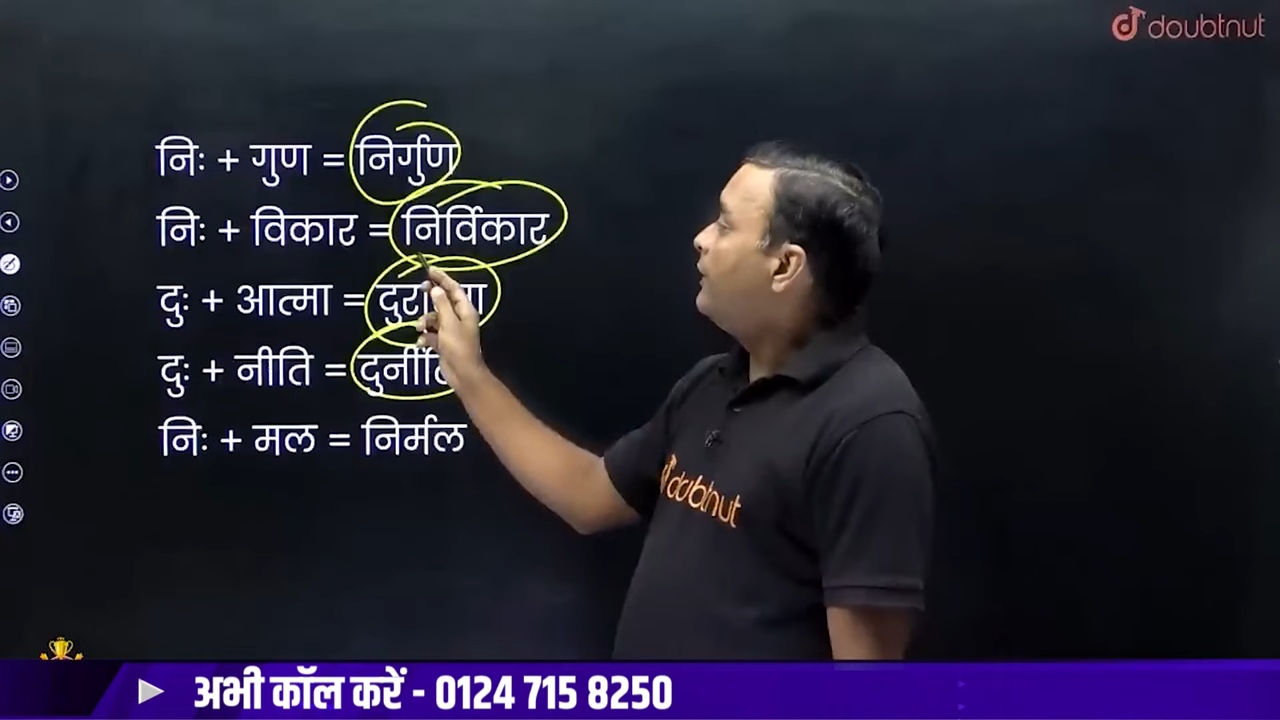 doubtnut
निः + गुण = निर्गुण
निः + विकार = निर्विकार
दुः + आत्मा =
दुः + नीति =
निः + मल = निर्मल
doubtnut
अभी कॉल करें - 0124 715 8250